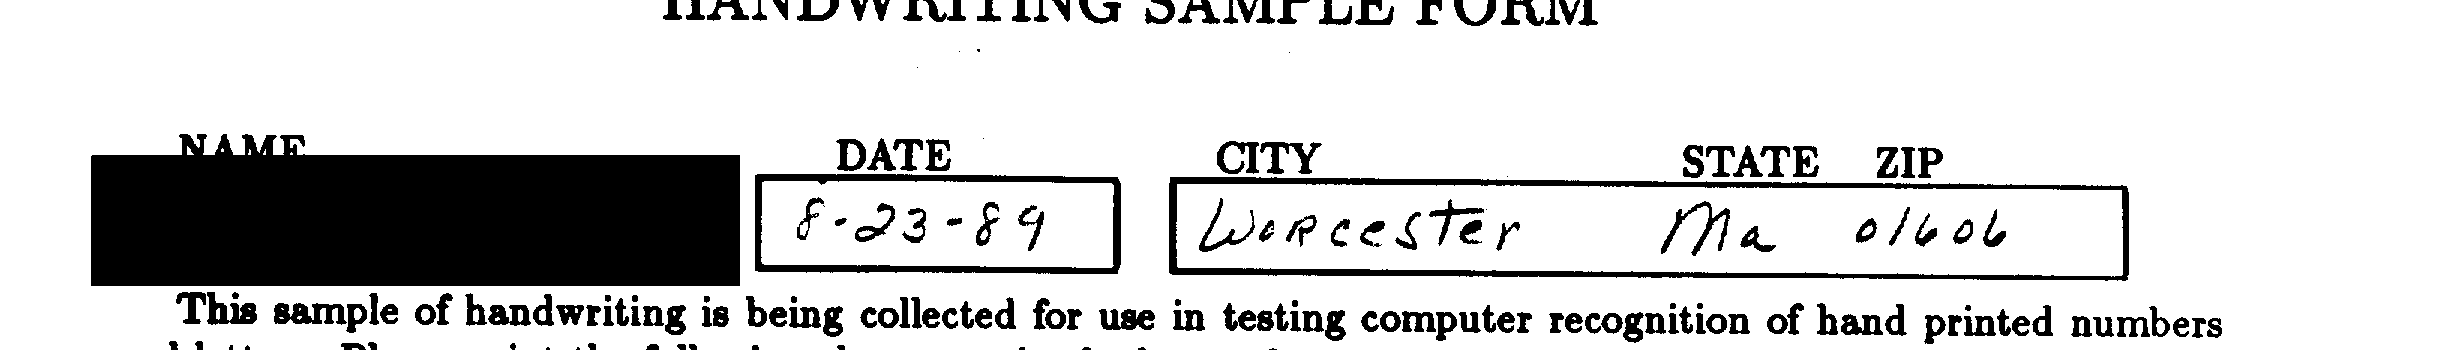 HANDWRITING SAMPLE FORM
NAME DATE CITY STATE ZIP
8-23-89 Worcester Ma 01606
This sample of handwriting is being collected for use in testing computer recognition of hand printed numbers